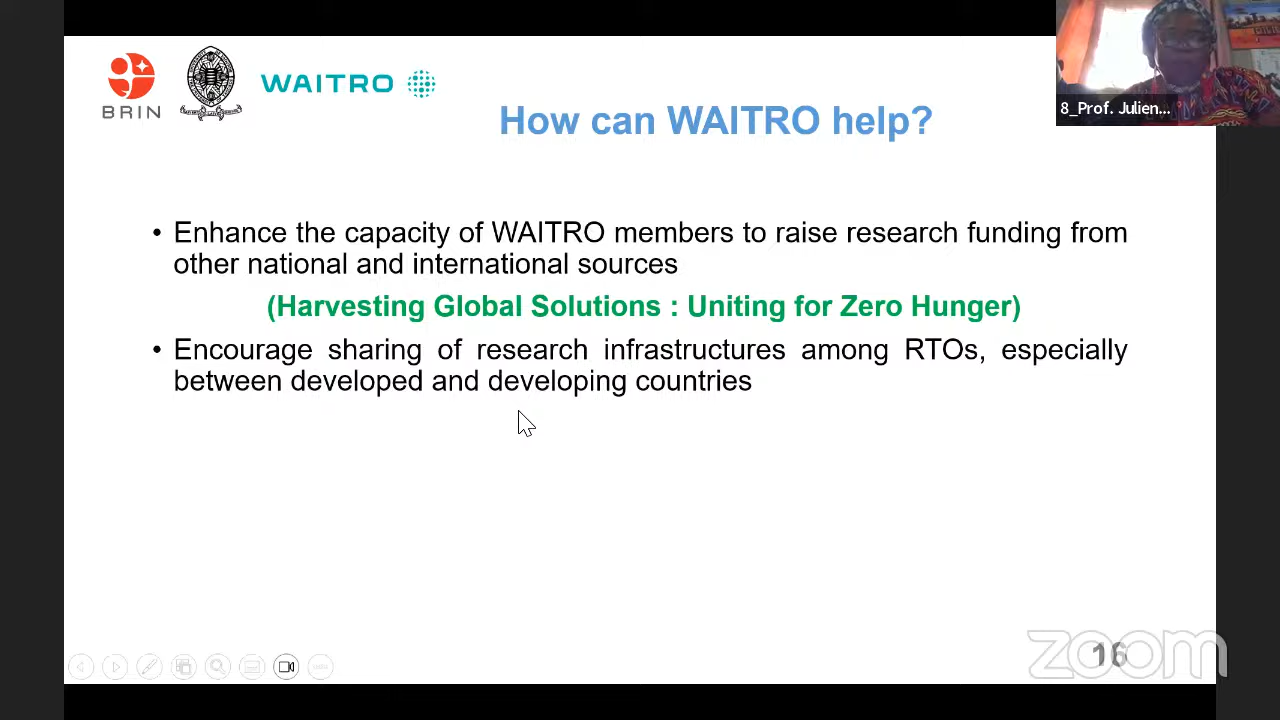 BRIN
WAITRO
How can WAITRO help?
8_Prof. Julien...
• Enhance the capacity of WAITRO members to raise research funding from
other national and international sources
(Harvesting Global Solutions : Uniting for Zero Hunger)
• Encourage sharing of research infrastructures among RTOs, especially
between developed and developing countries
zoom
16